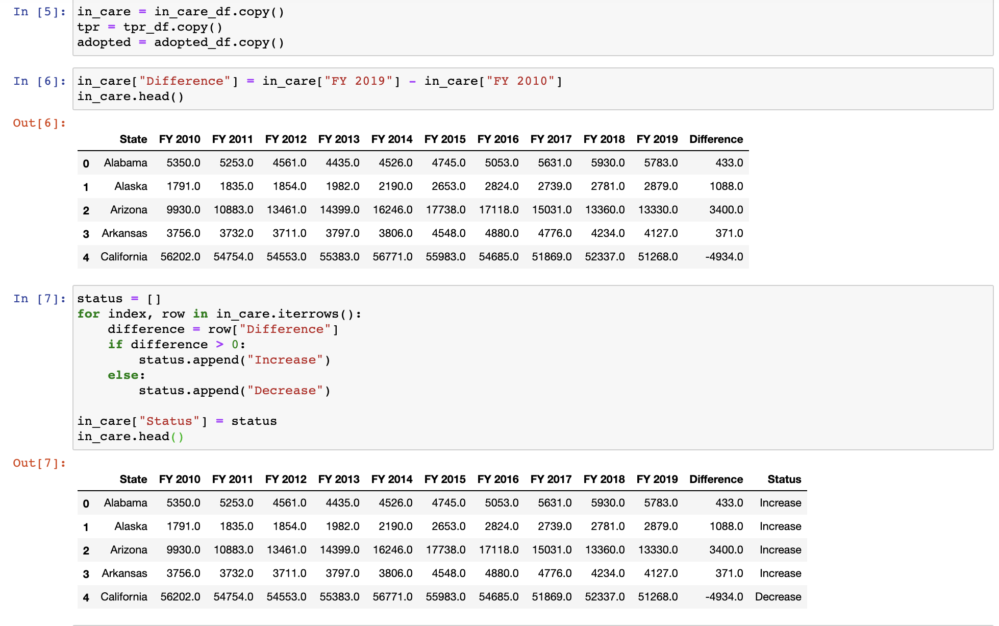 In [5]: in_care = in_care_df.copy()
tpr = tpr_df.copy()
adopted = adopted_df.copy()
In [6]: in_care["Difference"] = in_care["FY 2019"] - in_care["FY 2010"]
in_care.head()
Out[6]:
State FY 2010 FY 2011 FY 2012 FY 2013 FY 2014 FY 2015 FY 2016 FY 2017 FY 2018 FY 2019 Difference
0 Alabama 5350.0 5253.0 4561.0 4435.0 4526.0 4745.0 5053.0 5631.0 5930.0 5783.0 433.0
1 Alaska 1791.0 1835.0 1854.0 1982.0 2190.0 2653.0 2824.0 2739.0 2781.0 2879.0 1088.0
2 Arizona 9930.0 10883.0 13461.0 14399.0 16246.0 17738.0 17118.0 15031.0 13360.0 13330.0 3400.0
3 Arkansas 3756.0 3732.0 3711.0 3797.0 3806.0 4548.0 4880.0 4776.0 4234.0 4127.0 371.0
4 California 56202.0 54754.0 54553.0 55383.0 56771.0 55983.0 54685.0 51869.0 52337.0 51268.0 -4934.0
In [7]: status = []
for index, row in in_care.iterrows():
    difference = row["Difference"]
    if difference > 0:
        status.append("Increase")
    else:
        status.append("Decrease")
in_care["Status"] = status
in_care.head()
Out[7]:
State FY 2010 FY 2011 FY 2012 FY 2013 FY 2014 FY 2015 FY 2016 FY 2017 FY 2018 FY 2019 Difference Status
0 Alabama 5350.0 5253.0 4561.0 4435.0 4526.0 4745.0 5053.0 5631.0 5930.0 5783.0 433.0 Increase
1 Alaska 1791.0 1835.0 1854.0 1982.0 2190.0 2653.0 2824.0 2739.0 2781.0 2879.0 1088.0 Increase
2 Arizona 9930.0 10883.0 13461.0 14399.0 16246.0 17738.0 17118.0 15031.0 13360.0 13330.0 3400.0 Increase
3 Arkansas 3756.0 3732.0 3711.0 3797.0 3806.0 4548.0 4880.0 4776.0 4234.0 4127.0 371.0 Increase
4 California 56202.0 54754.0 54553.0 55383.0 56771.0 55983.0 54685.0 51869.0 52337.0 51268.0 -4934.0 Decrease